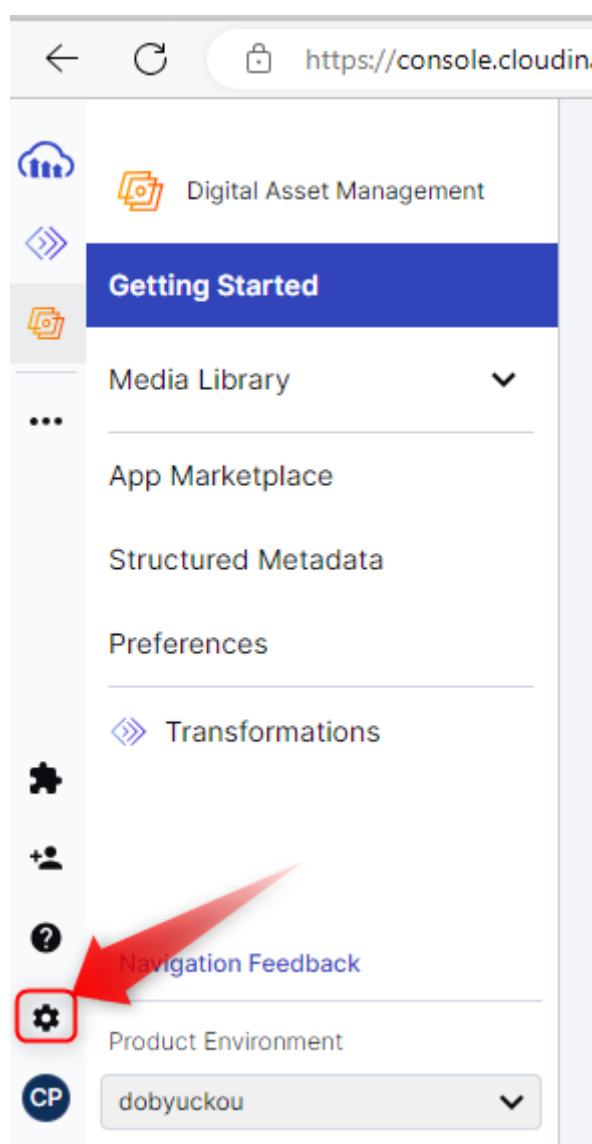 https://console.cloudin
Digital Asset Management
Getting Started
Media Library
App Marketplace
Structured Metadata
Preferences
Transformations
Navigation Feedback
Product Environment
CP
dobyuckou